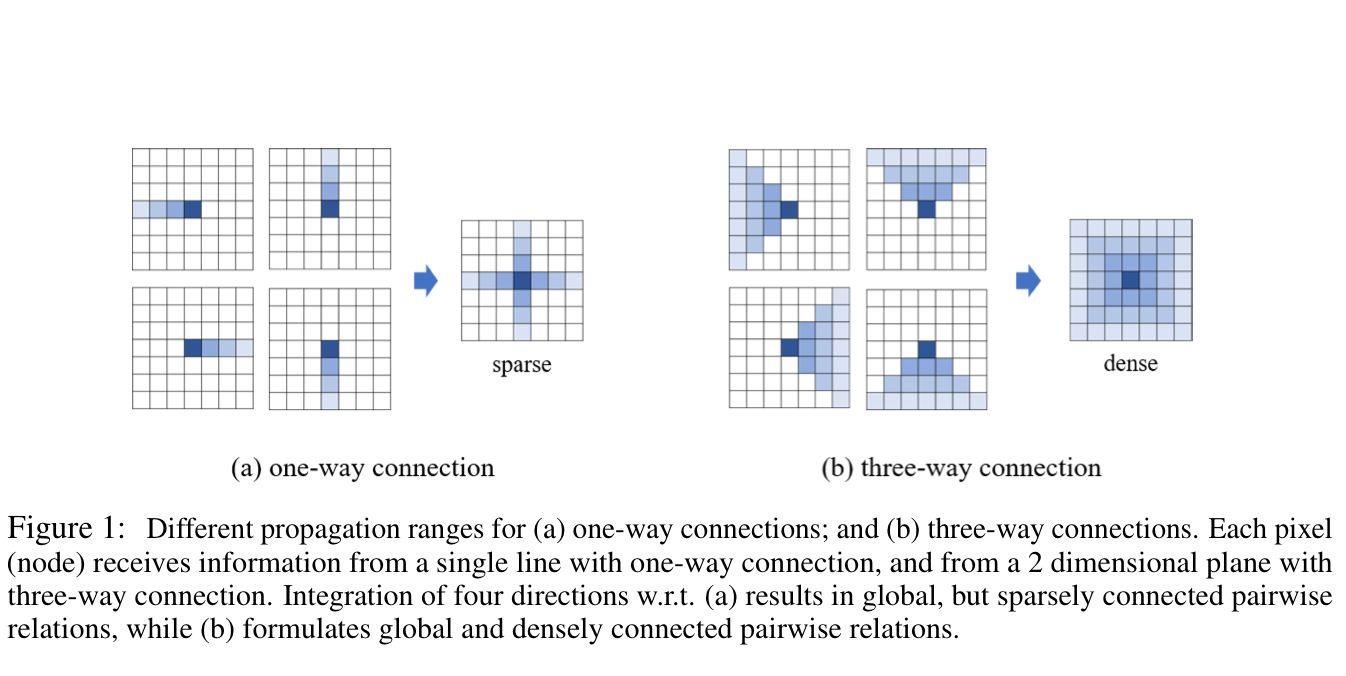 sparse
dense
(a) one-way connection
(b) three-way connection
Figure 1: Different propagation ranges for (a) one-way connections; and (b) three-way connections. Each pixel
(node) receives information from a single line with one-way connection, and from a 2 dimensional plane with
three-way connection. Integration of four directions w.r.t. (a) results in global, but sparsely connected pairwise
relations, while (b) formulates global and densely connected pairwise relations.